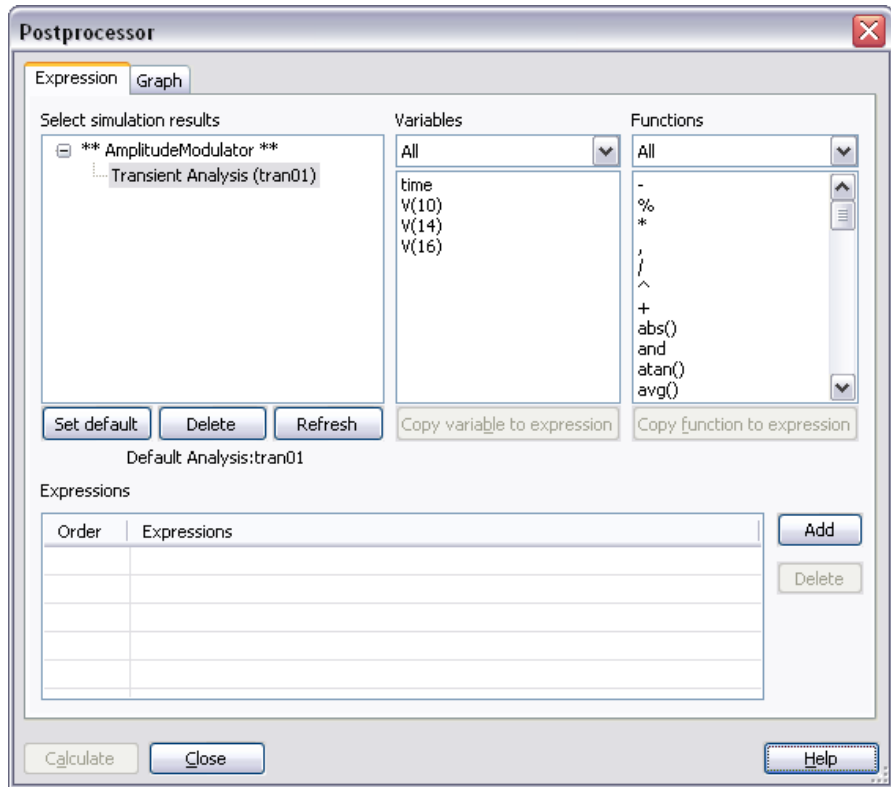 Postprocessor
Expression
Graph
Select simulation results
** AmplitudeModulator **
Transient Analysis (tran01)
Set default
Delete
Refresh
Default Analysis:tran01
Variables
All
time
V(10)
V(14)
V(16)
Copy variable to expression
Functions
All
-
%
*
,
/
^
+
abs()
and
atan()
avg()
Copy function to expression
Expressions
Order
Expressions
Add
Delete
Calculate
Close
Help